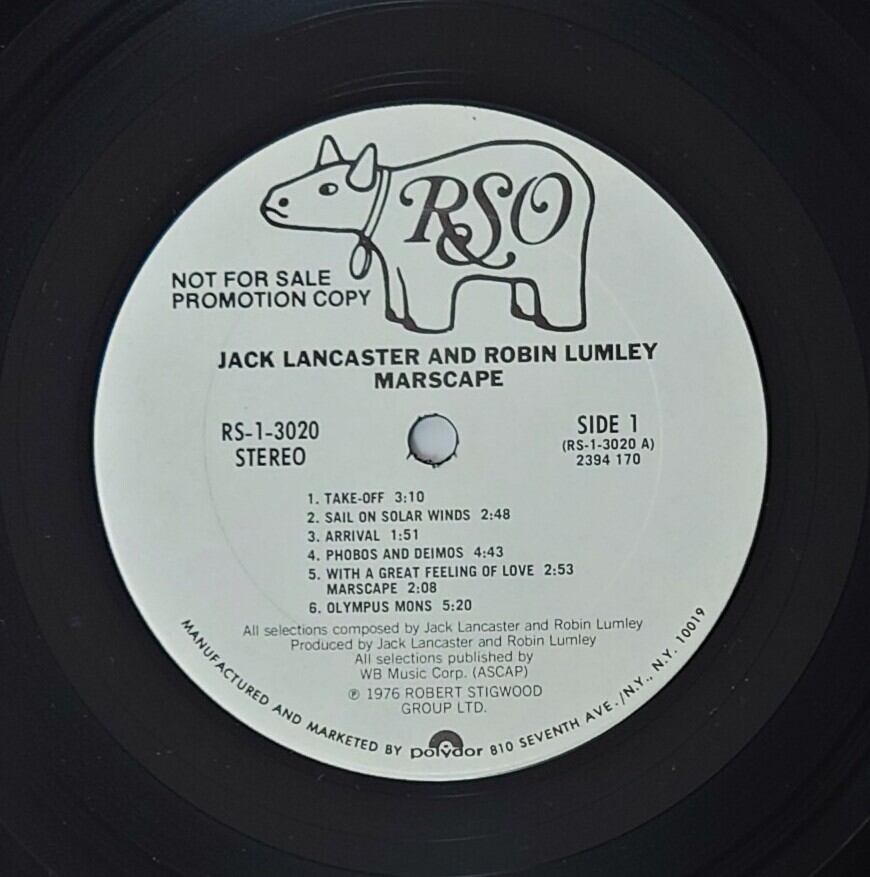 RSO
NOT FOR SALE
PROMOTION COPY
JACK LANCASTER AND ROBIN LUMLEY
MARSCAPE
RS-1-3020
STEREO
SIDE 1
(RS-1-3020 A)
2394 170
1. TAKE-OFF 3:10
2. SAIL ON SOLAR WINDS 2:48
3. ARRIVAL 1:51
4. PHOBOS AND DEIMOS 4:43
5. WITH A GREAT FEELING OF LOVE 2:53
MARSCAPE 2:08
6. OLYMPUS MONS 5:20
All selections composed by Jack Lancaster and Robin Lumley
Produced by Jack Lancaster and Robin Lumley
All selections published by
WB Music Corp. (ASCAP)
℗ 1976 ROBERT STIGWOOD
GROUP LTD.
MANUFACTURED AND MARKETED BY polydor 810 SEVENTH AVE./N.Y., N.Y. 10019